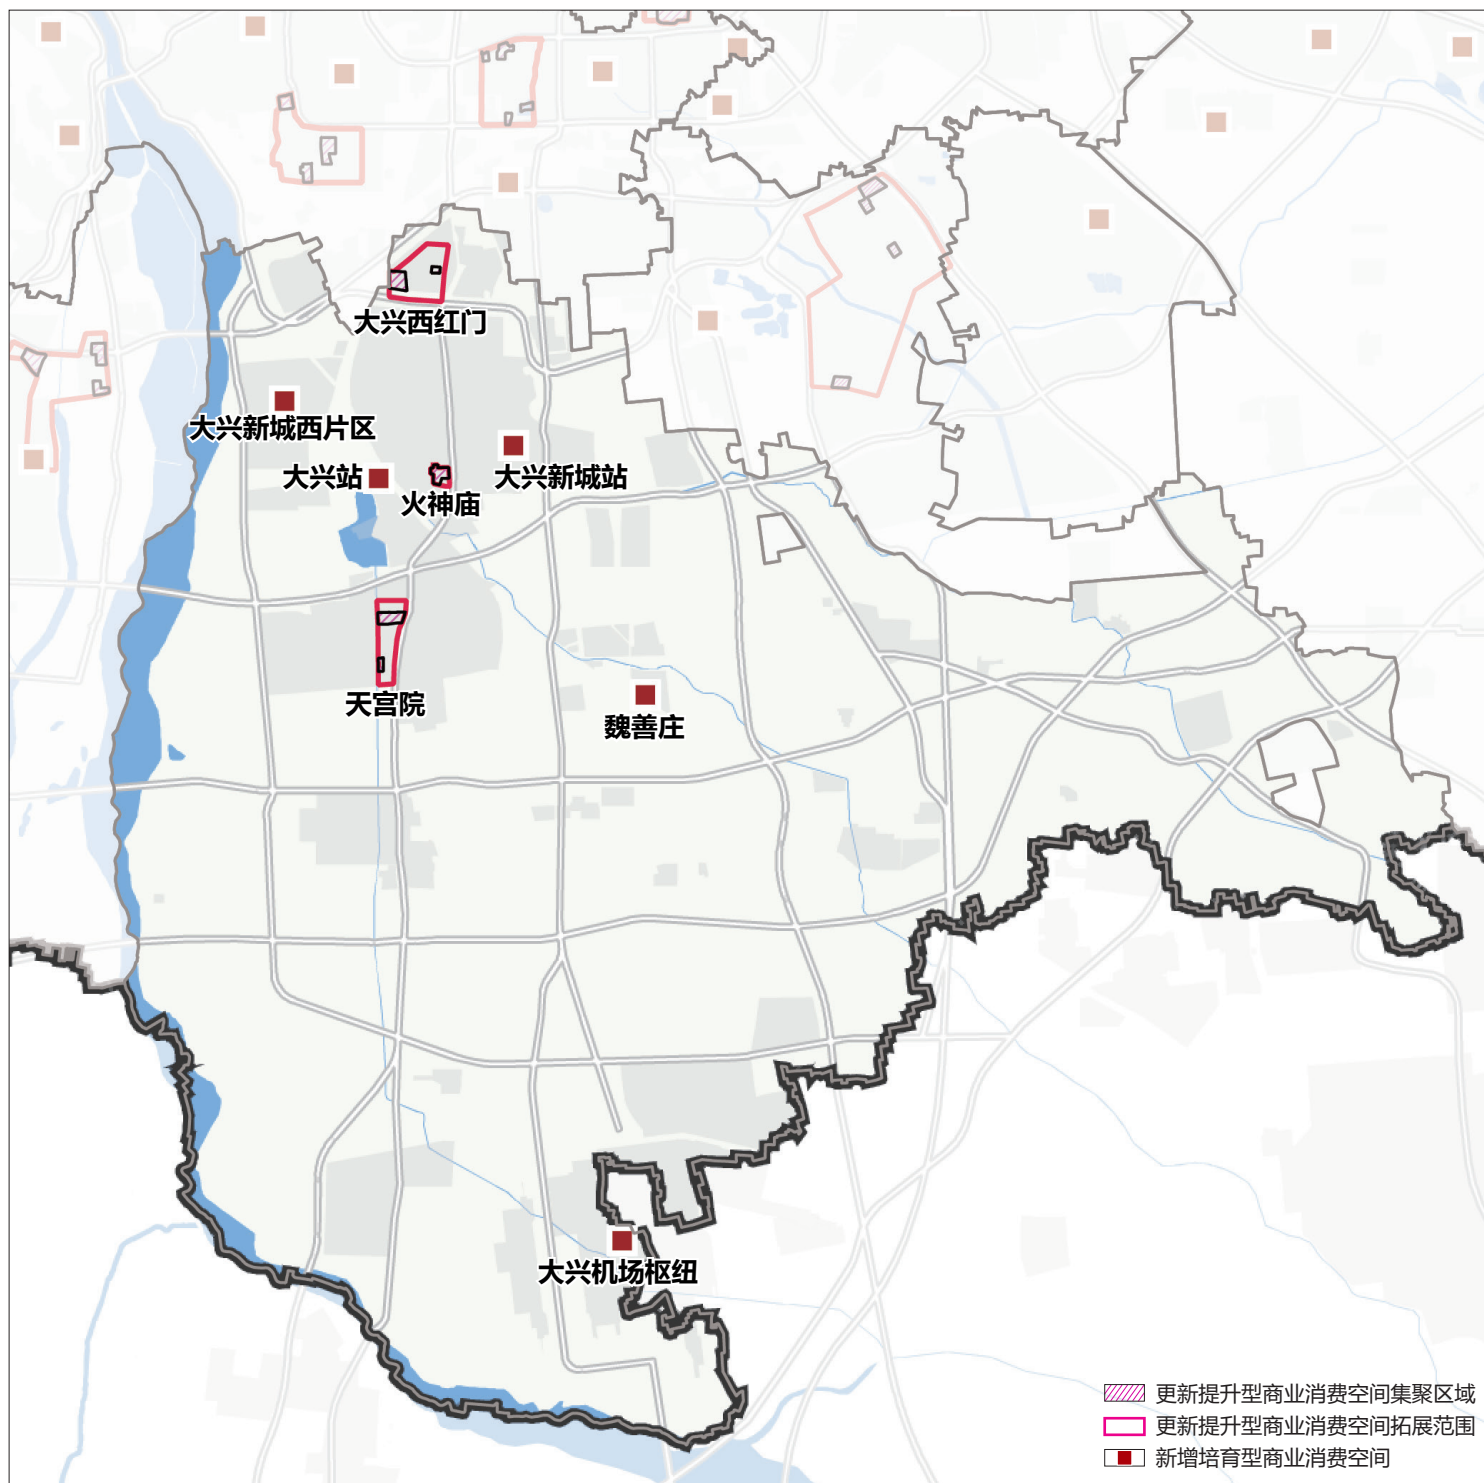 大兴西红门
大兴新城西片区
大兴站
大兴新城站
火神庙
天宫院
魏善庄
大兴机场枢纽
更新提升型商业消费空间集聚区域
更新提升型商业消费空间拓展范围
新增培育型商业消费空间